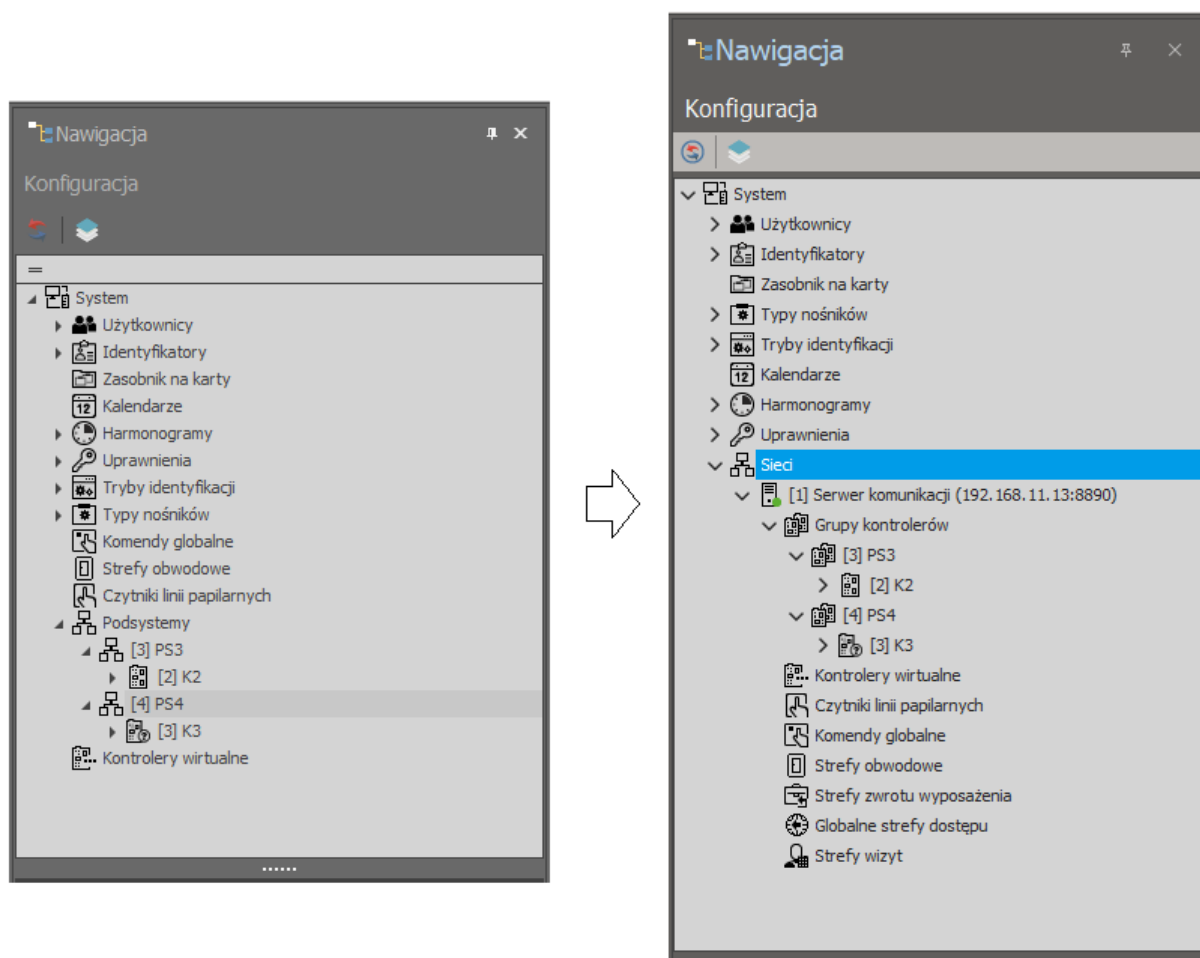 Nawigacja
Konfiguracja
=
System
Użytkownicy
Identyfikatory
Zasobnik na karty
Kalendarze
Harmonogramy
Uprawnienia
Tryby identyfikacji
Typy nośników
Komendy globalne
Strefy obwodowe
Czytniki linii papilarnych
Podsystemy
[3] PS3
[2] K2
[4] PS4
[3] K3
Kontrolery wirtualne
Nawigacja
Konfiguracja
System
Użytkownicy
Identyfikatory
Zasobnik na karty
Typy nośników
Tryby identyfikacji
Kalendarze
Harmonogramy
Uprawnienia
Sieci
[1] Serwer komunikacji (192.168.11.13:8890)
Grupy kontrolerów
[3] PS3
[2] K2
[4] PS4
[3] K3
Kontrolery wirtualne
Czytniki linii papilarnych
Komendy globalne
Strefy obwodowe
Strefy zwrotu wyposażenia
Globalne strefy dostępu
Strefy wizyt